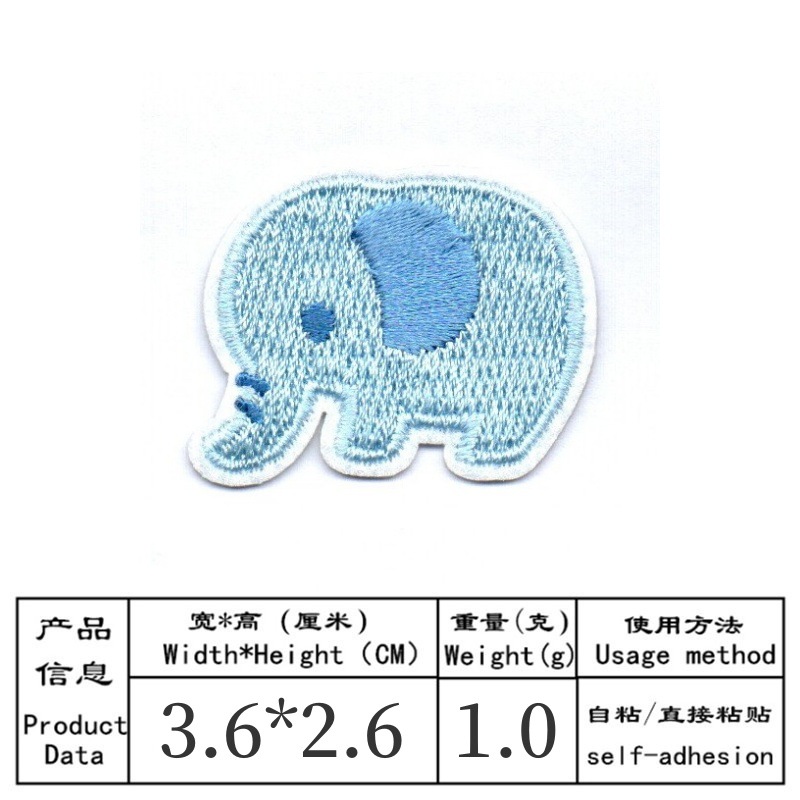 产品
信息
Product
Data
宽*高 (厘米)
Width*Height (CM)
重量(克)
Weight(g)
使用方法
Usage method
3.6*2.6
1.0
自粘/直接粘贴
self-adhesion